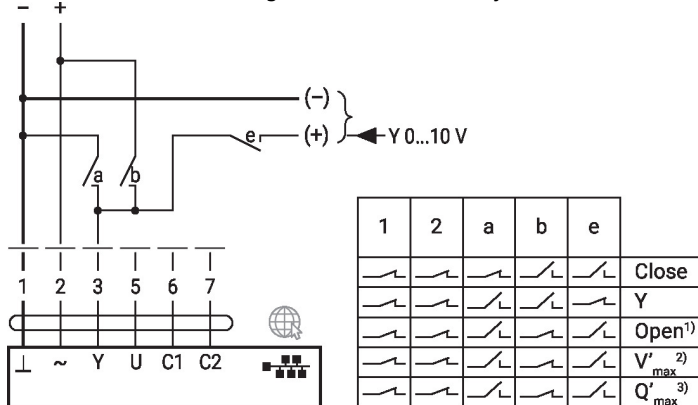 − +
(−)
e (+) Y 0...10 V
a b
1 2 3 5 6 7
⊥ ~ Y U C1 C2
1 2 a b e
Close
Y
Open1)
V'max 2)
Q'max 3)